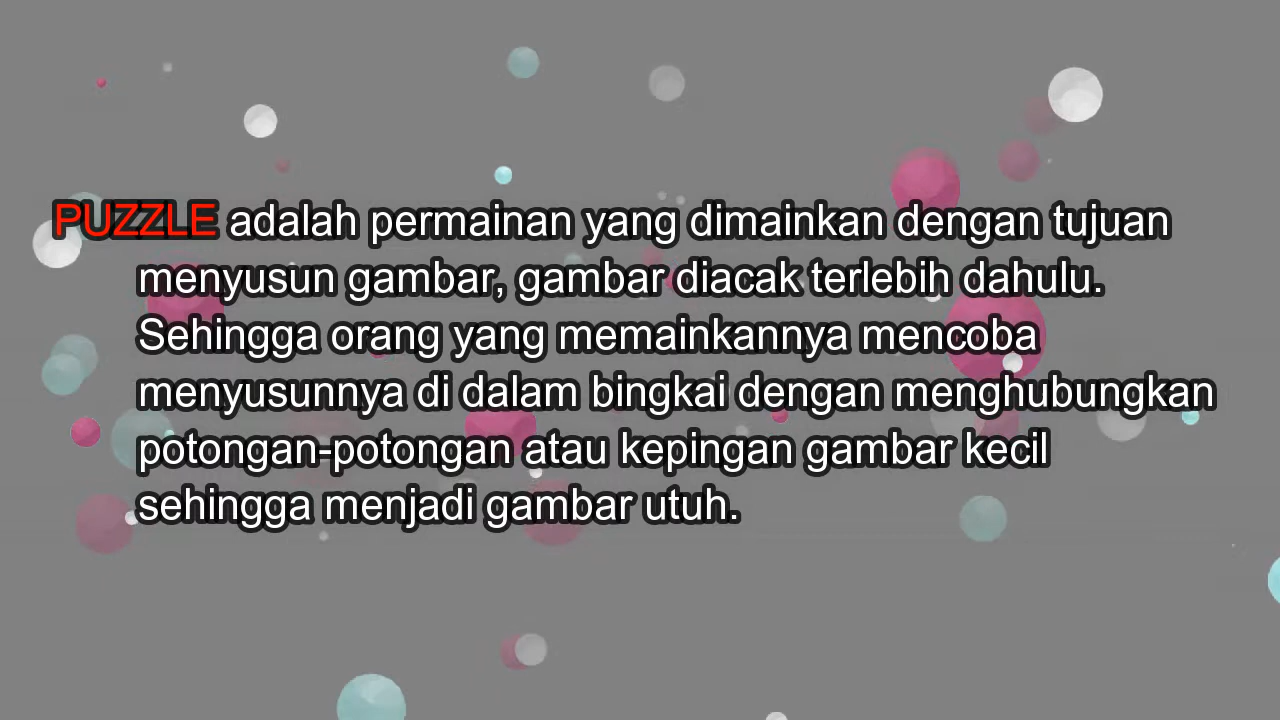 PUZZLE adalah permainan yang dimainkan dengan tujuan
menyusun gambar, gambar diacak terlebih dahulu.
Sehingga orang yang memainkannya mencoba
menyusunnya di dalam bingkai dengan menghubungkan
potongan-potongan atau kepingan gambar kecil
sehingga menjadi gambar utuh.